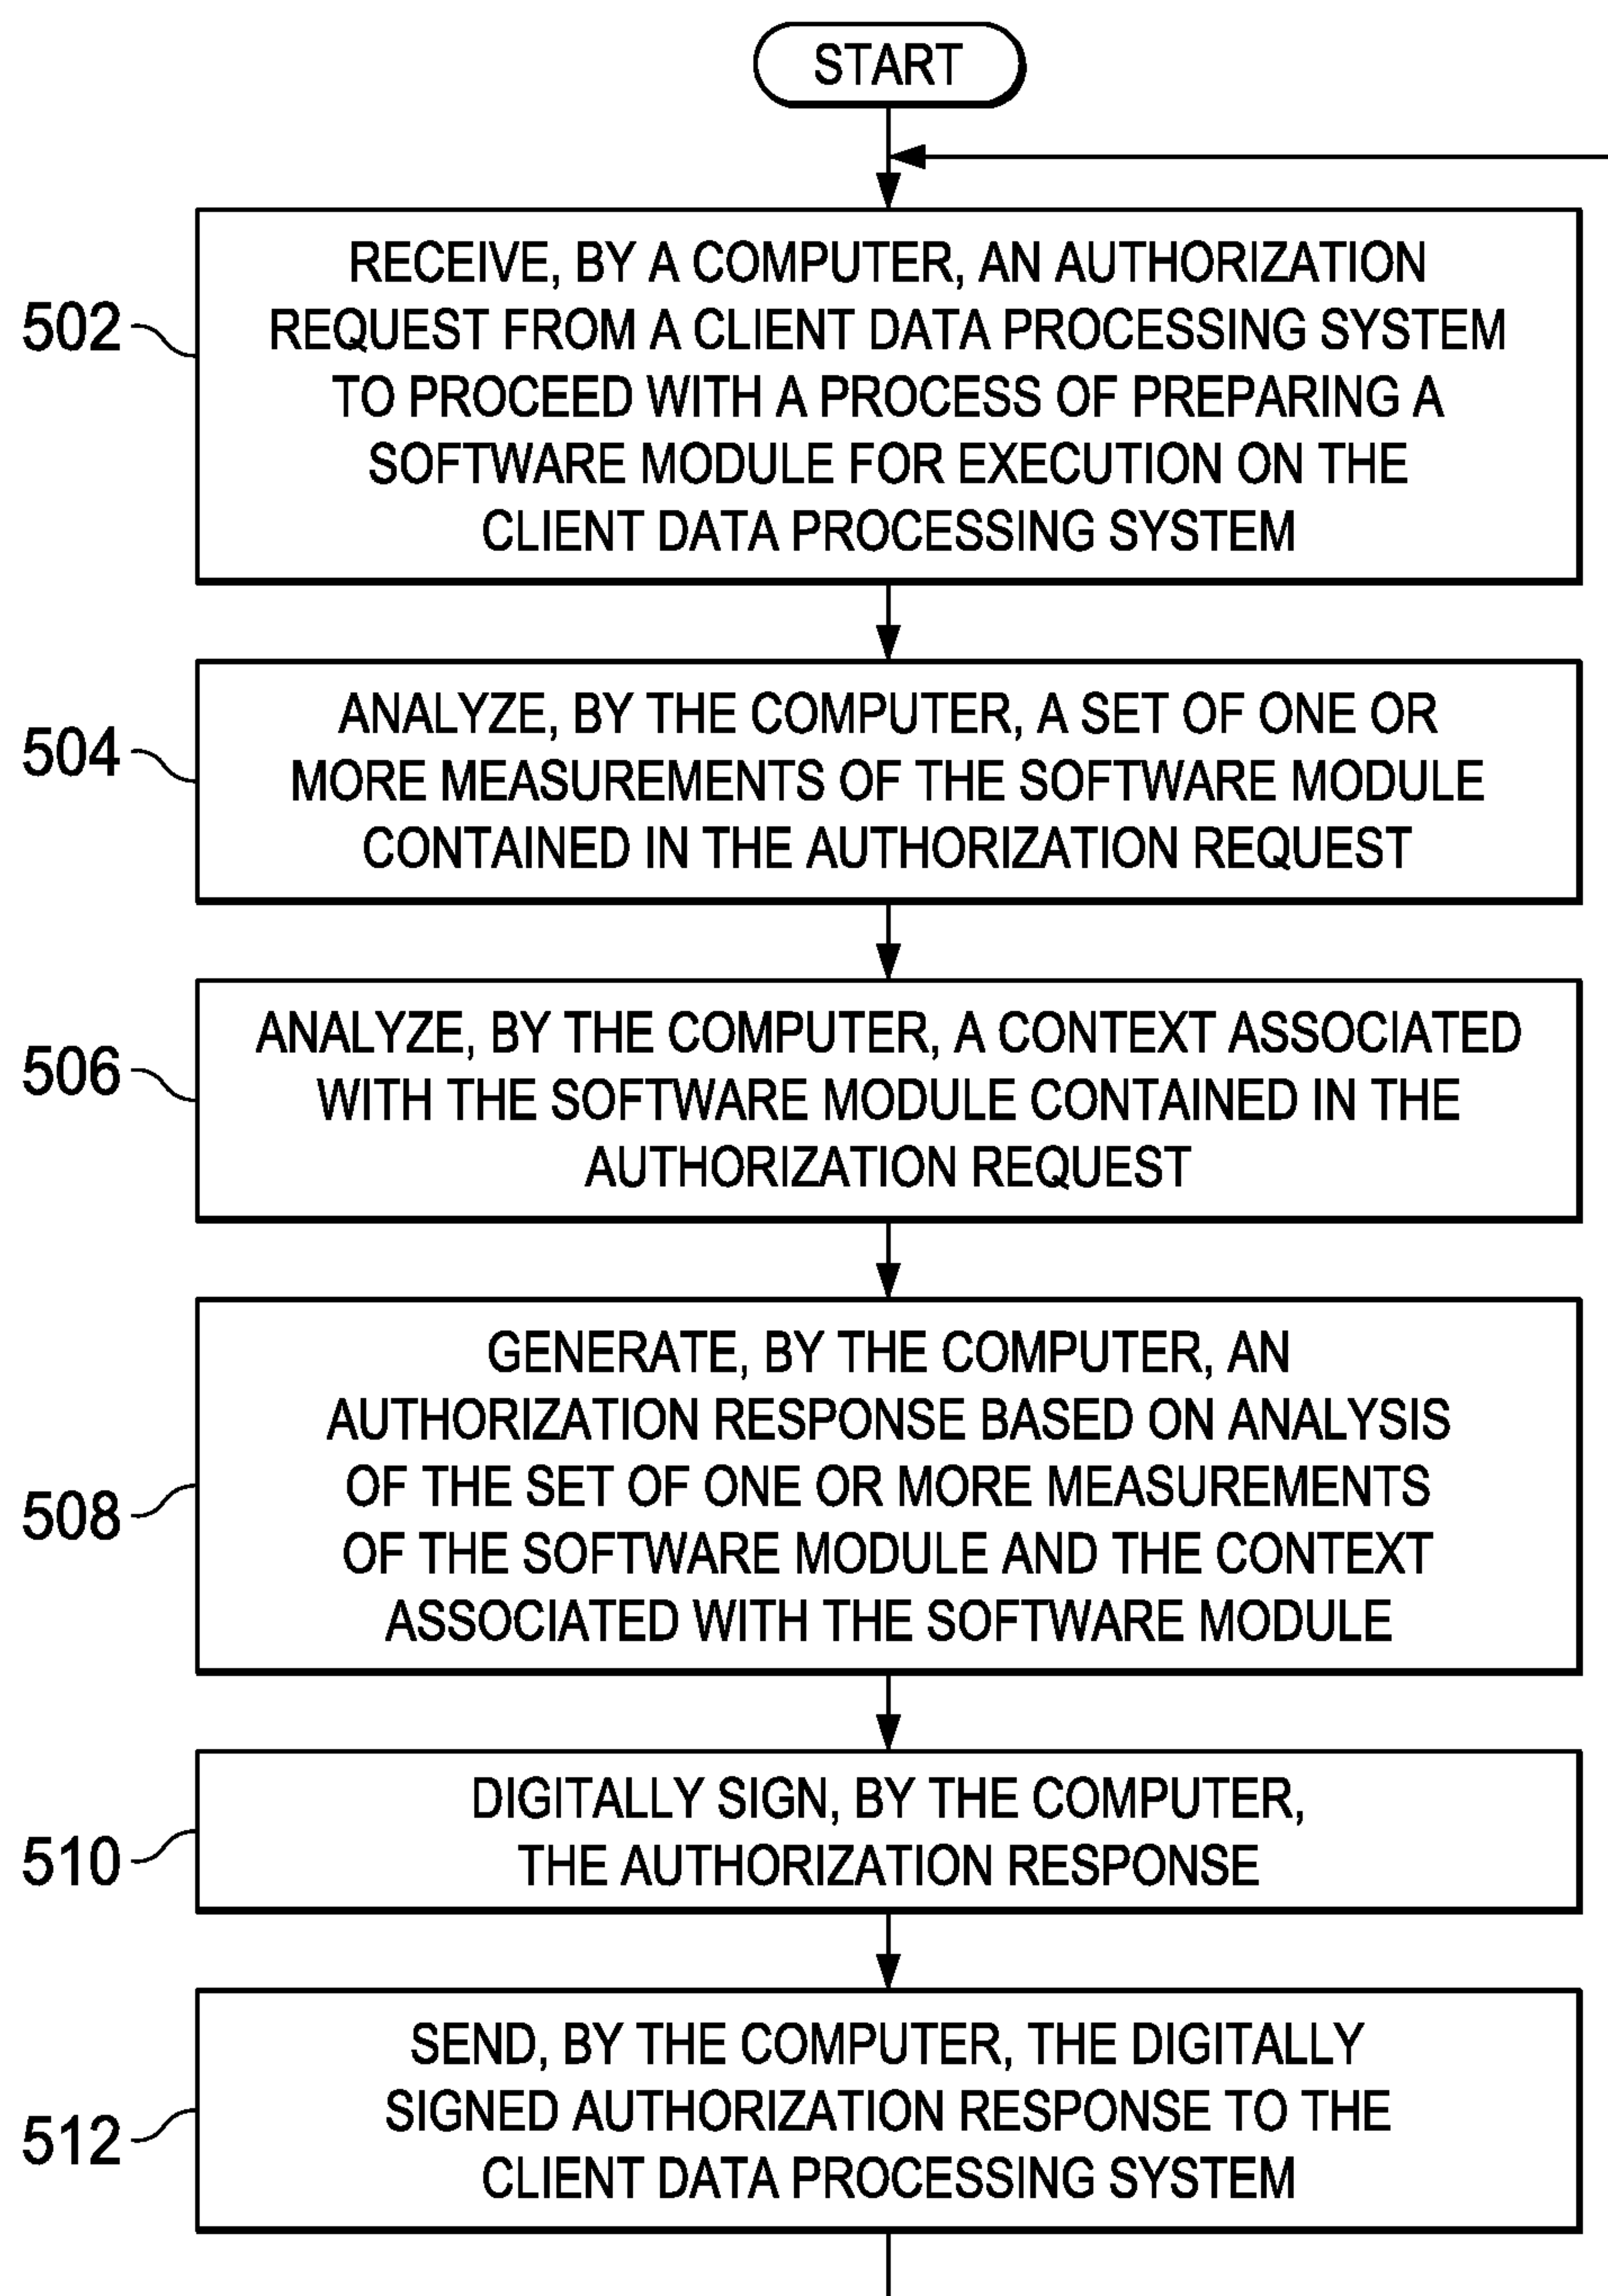 START
RECEIVE, BY A COMPUTER, AN AUTHORIZATION
REQUEST FROM A CLIENT DATA PROCESSING SYSTEM
TO PROCEED WITH A PROCESS OF PREPARING A
SOFTWARE MODULE FOR EXECUTION ON THE
CLIENT DATA PROCESSING SYSTEM
502
ANALYZE, BY THE COMPUTER, A SET OF ONE OR
MORE MEASUREMENTS OF THE SOFTWARE MODULE
CONTAINED IN THE AUTHORIZATION REQUEST
504
ANALYZE, BY THE COMPUTER, A CONTEXT ASSOCIATED
WITH THE SOFTWARE MODULE CONTAINED IN THE
AUTHORIZATION REQUEST
506
GENERATE, BY THE COMPUTER, AN
AUTHORIZATION RESPONSE BASED ON ANALYSIS
OF THE SET OF ONE OR MORE MEASUREMENTS
OF THE SOFTWARE MODULE AND THE CONTEXT
ASSOCIATED WITH THE SOFTWARE MODULE
508
DIGITALLY SIGN, BY THE COMPUTER,
THE AUTHORIZATION RESPONSE
510
SEND, BY THE COMPUTER, THE DIGITALLY
SIGNED AUTHORIZATION RESPONSE TO THE
CLIENT DATA PROCESSING SYSTEM
512